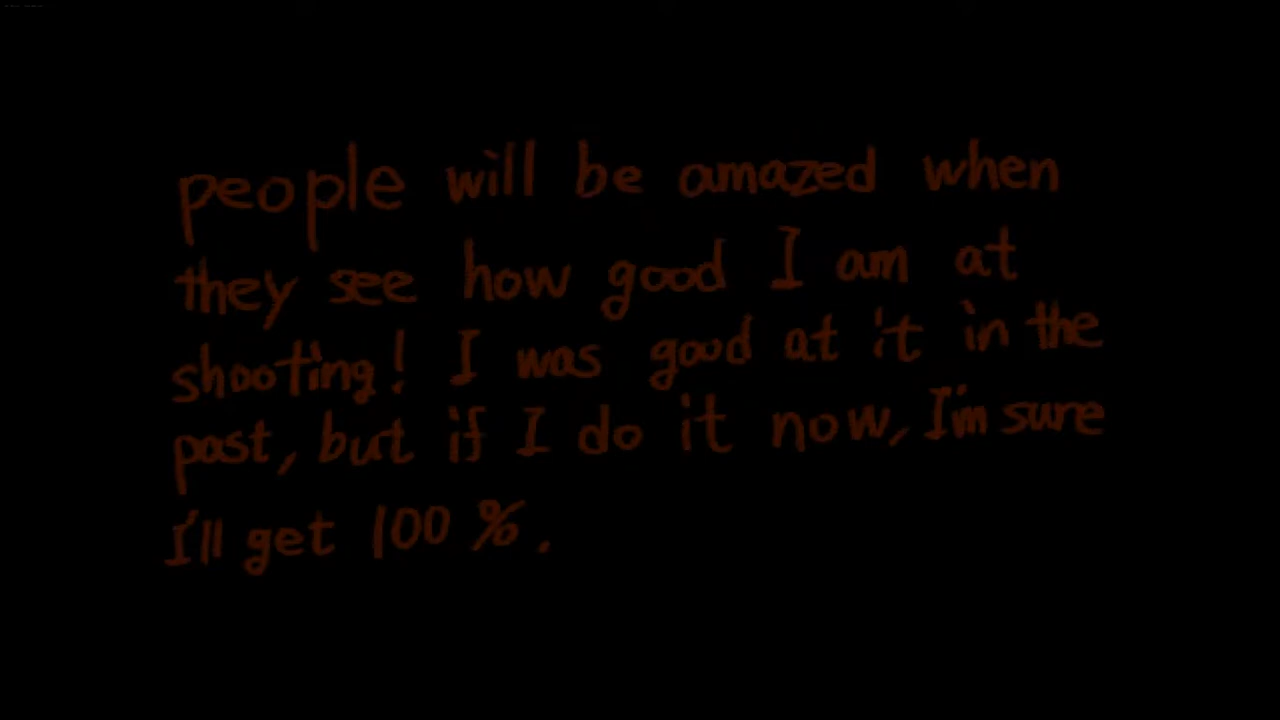 people will be amazed when
they see how good I am at
shooting! I was good at it in the
past, but if I do it now, I'm sure
I'll get 100 %.